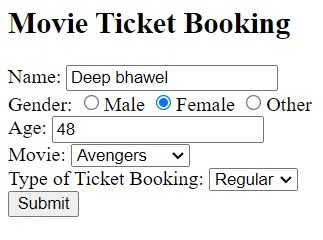 Movie Ticket Booking
Name: Deep bhawel
Gender: Male Female Other
Age: 48
Movie: Avengers
Type of Ticket Booking: Regular
Submit